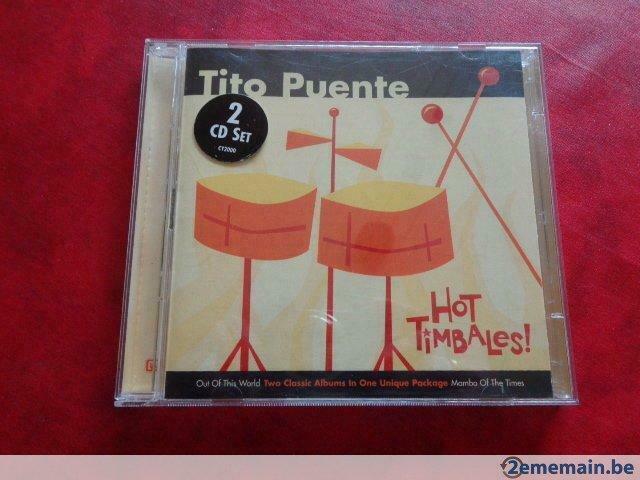 Tito Puente
2
CD SET
CT2000
HOT
TiMBALeS!
Out Of This World Two Classic Albums In One Unique Package Mambo Of The Times
2ememain.be